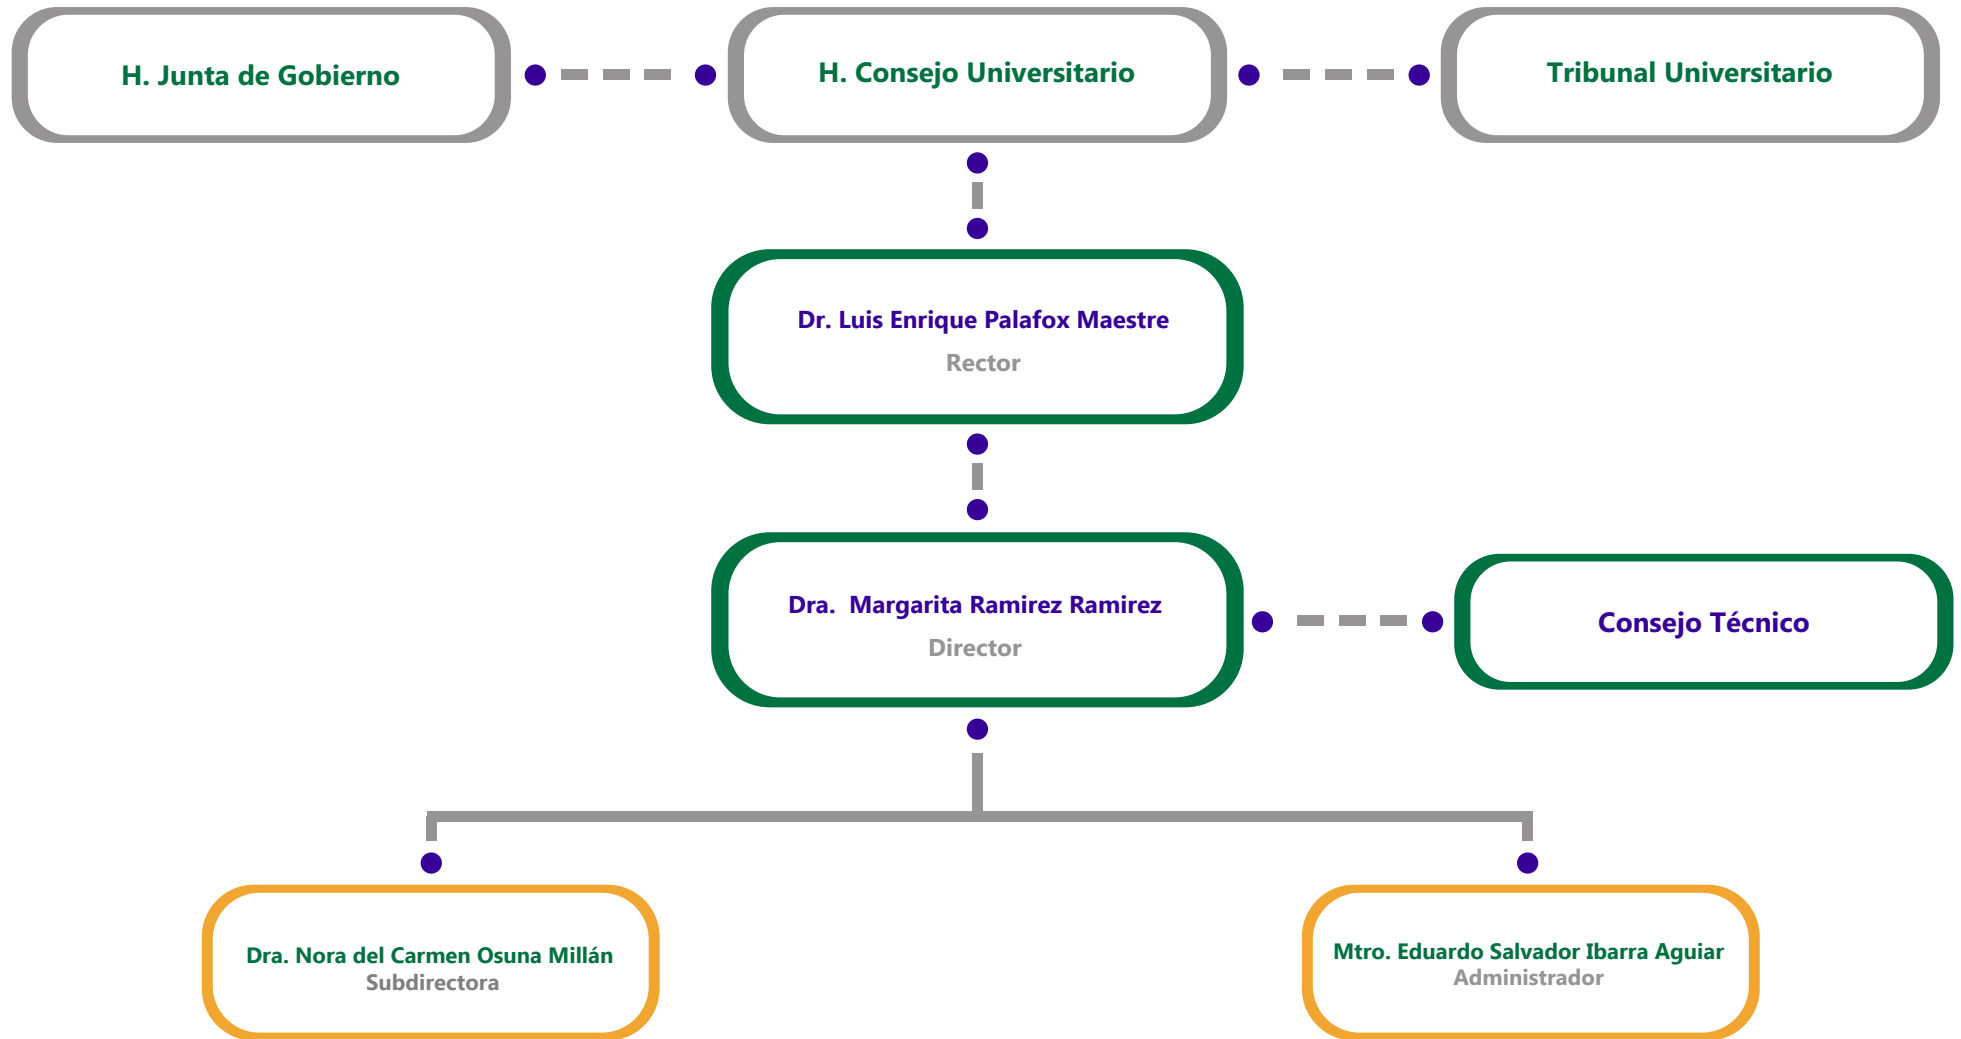 H. Junta de Gobierno
H. Consejo Universitario
Tribunal Universitario
Dr. Luis Enrique Palafox Maestre
Rector
Dra. Margarita Ramirez Ramirez
Director
Consejo Técnico
Dra. Nora del Carmen Osuna Millán
Subdirectora
Mtro. Eduardo Salvador Ibarra Aguiar
Administrador